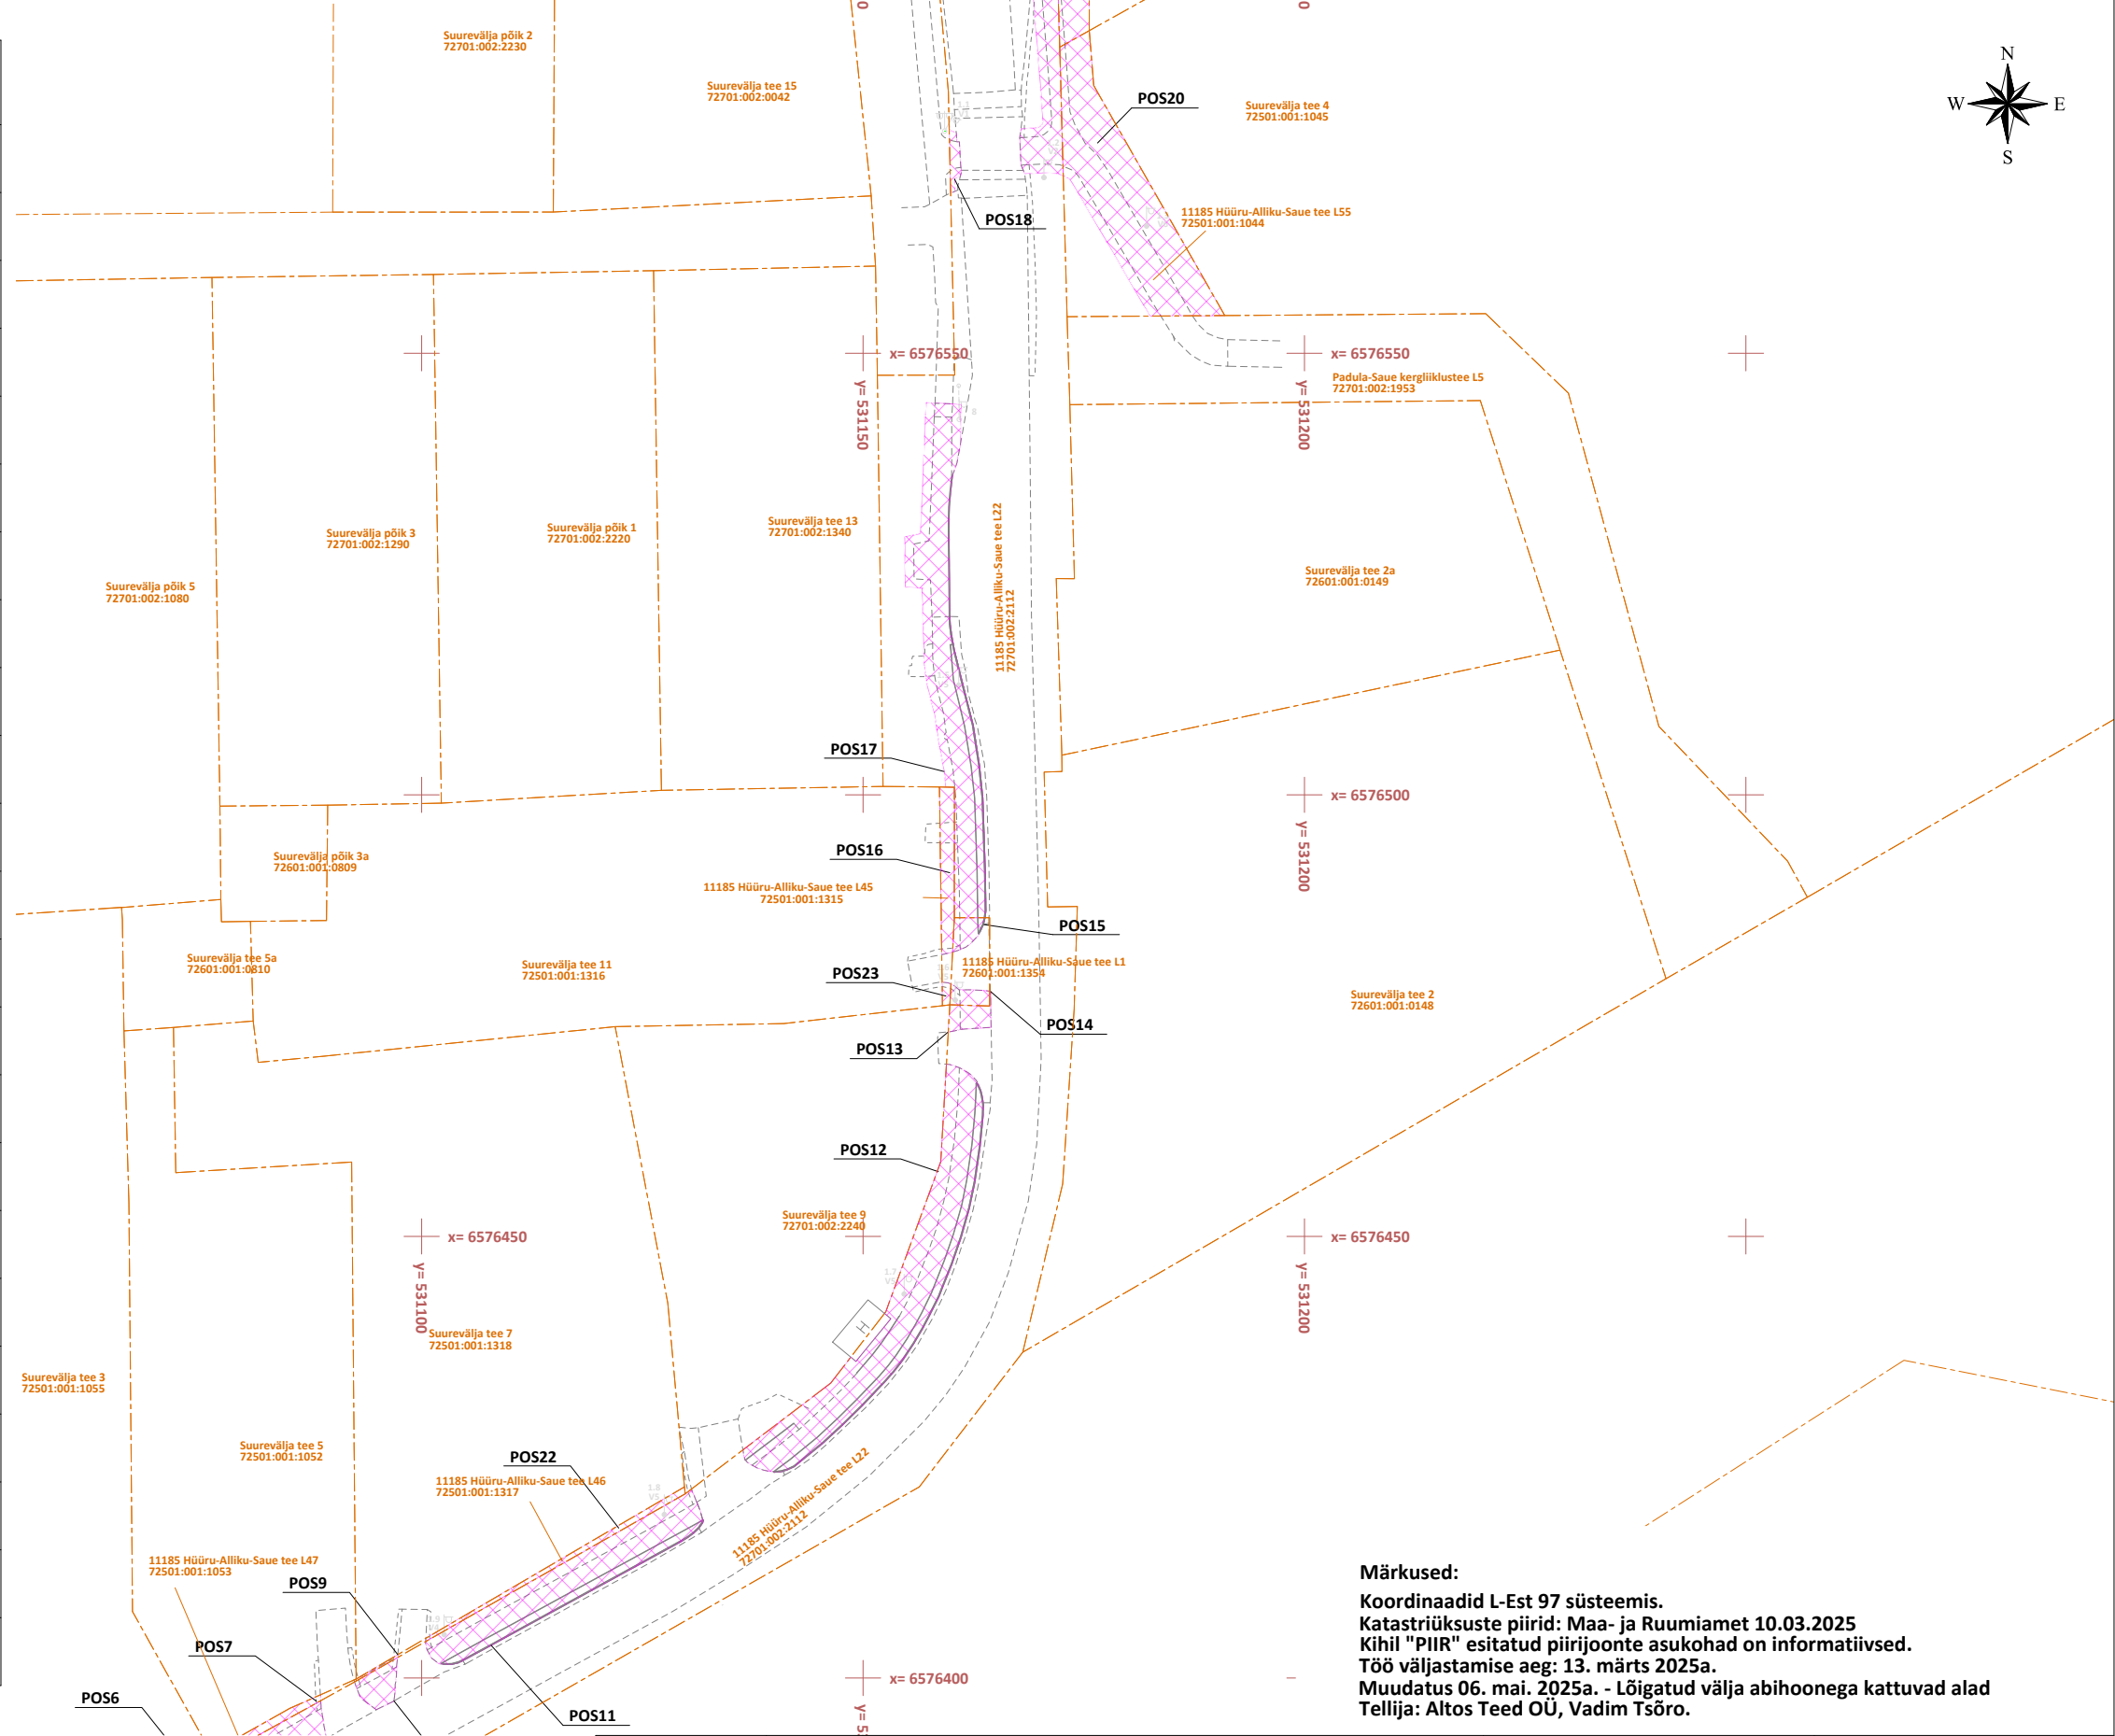 Suurevälja põik 2
72701:002:2230
Suurevälja tee 15
72701:002:0042
POS20
Suurevälja tee 4
72501:001:1045
N
W
E
S
POS18
11185 Hüüru-Alliku-Saue tee L55
72501:001:1044
x= 6576550
y= 531150
x= 6576550
y= 531200
Padula-Saue kergliiklustee L5
72701:002:1953
Suurevälja põik 5
72701:002:1080
Suurevälja põik 3
72701:002:1290
Suurevälja põik 1
72701:002:2220
Suurevälja tee 13
72701:002:1340
11185 Hüüru-Alliku-Saue tee L22
72701:002:2112
Suurevälja tee 2a
72601:001:0149
POS17
x= 6576500
y= 531200
POS16
Suurevälja põik 3a
72601:001:0809
11185 Hüüru-Alliku-Saue tee L45
72501:001:1315
POS15
Suurevälja tee 5a
72601:001:0810
Suurevälja tee 11
72501:001:1316
POS23
11185 Hüüru-Alliku-Saue tee L1
72601:001:1354
Suurevälja tee 2
72601:001:0148
POS14
POS13
POS12
Suurevälja tee 9
72701:002:2240
x= 6576450
y= 531100
x= 6576450
y= 531200
1.7
H
Suurevälja tee 7
72501:001:1318
Suurevälja tee 3
72501:001:1055
Suurevälja tee 5
72501:001:1052
POS22
11185 Hüüru-Alliku-Saue tee L46
72501:001:1317
1.8
11185 Hüüru-Alliku-Saue tee L22
72701:002:2112
11185 Hüüru-Alliku-Saue tee L47
72501:001:1053
POS9
POS7
POS6
POS11
x= 6576400
Märkused:
Koordinaadid L-Est 97 süsteemis.
Katastriüksuste piirid: Maa- ja Ruumiamet 10.03.2025
Kihil "PIIR" esitatud piirijoonte asukohad on informatiivsed.
Töö väljastamise aeg: 13. märts 2025a.
Muudatus 06. mai. 2025a. - Lõigatud välja abihoonega kattuvad alad
Tellija: Altos Teed OÜ, Vadim Tsõro.